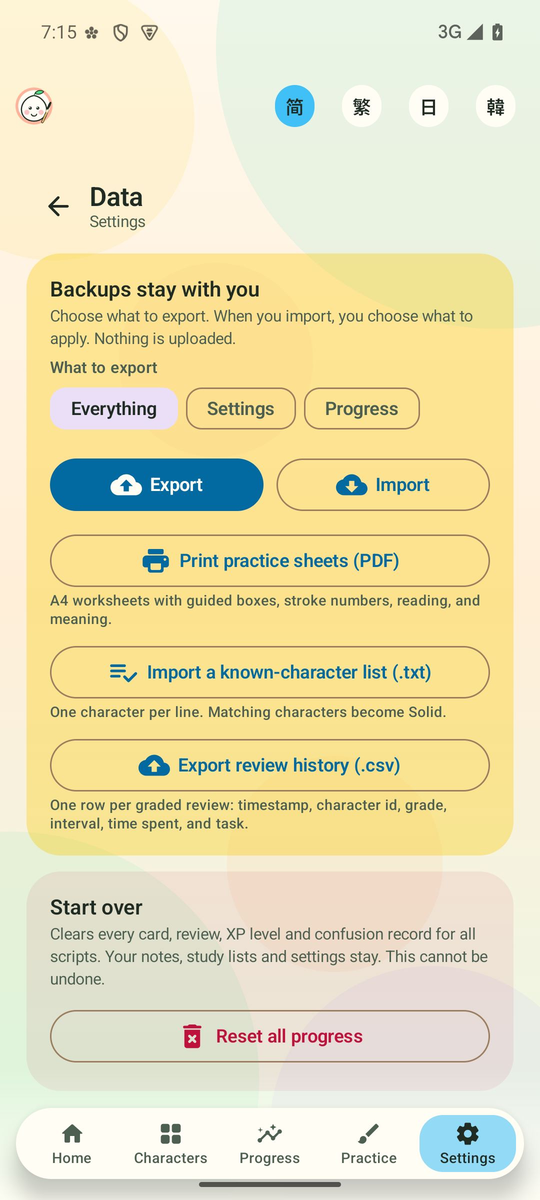 7:15
3G
简 繁 日 韓
Data
Settings
Backups stay with you
Choose what to export. When you import, you choose what to
apply. Nothing is uploaded.
What to export
Everything Settings Progress
Export Import
Print practice sheets (PDF)
A4 worksheets with guided boxes, stroke numbers, reading, and
meaning.
Import a known-character list (.txt)
One character per line. Matching characters become Solid.
Export review history (.csv)
One row per graded review: timestamp, character id, grade,
interval, time spent, and task.
Start over
Clears every card, review, XP level and confusion record for all
scripts. Your notes, study lists and settings stay. This cannot be
undone.
Reset all progress
Home Characters Progress Practice Settings